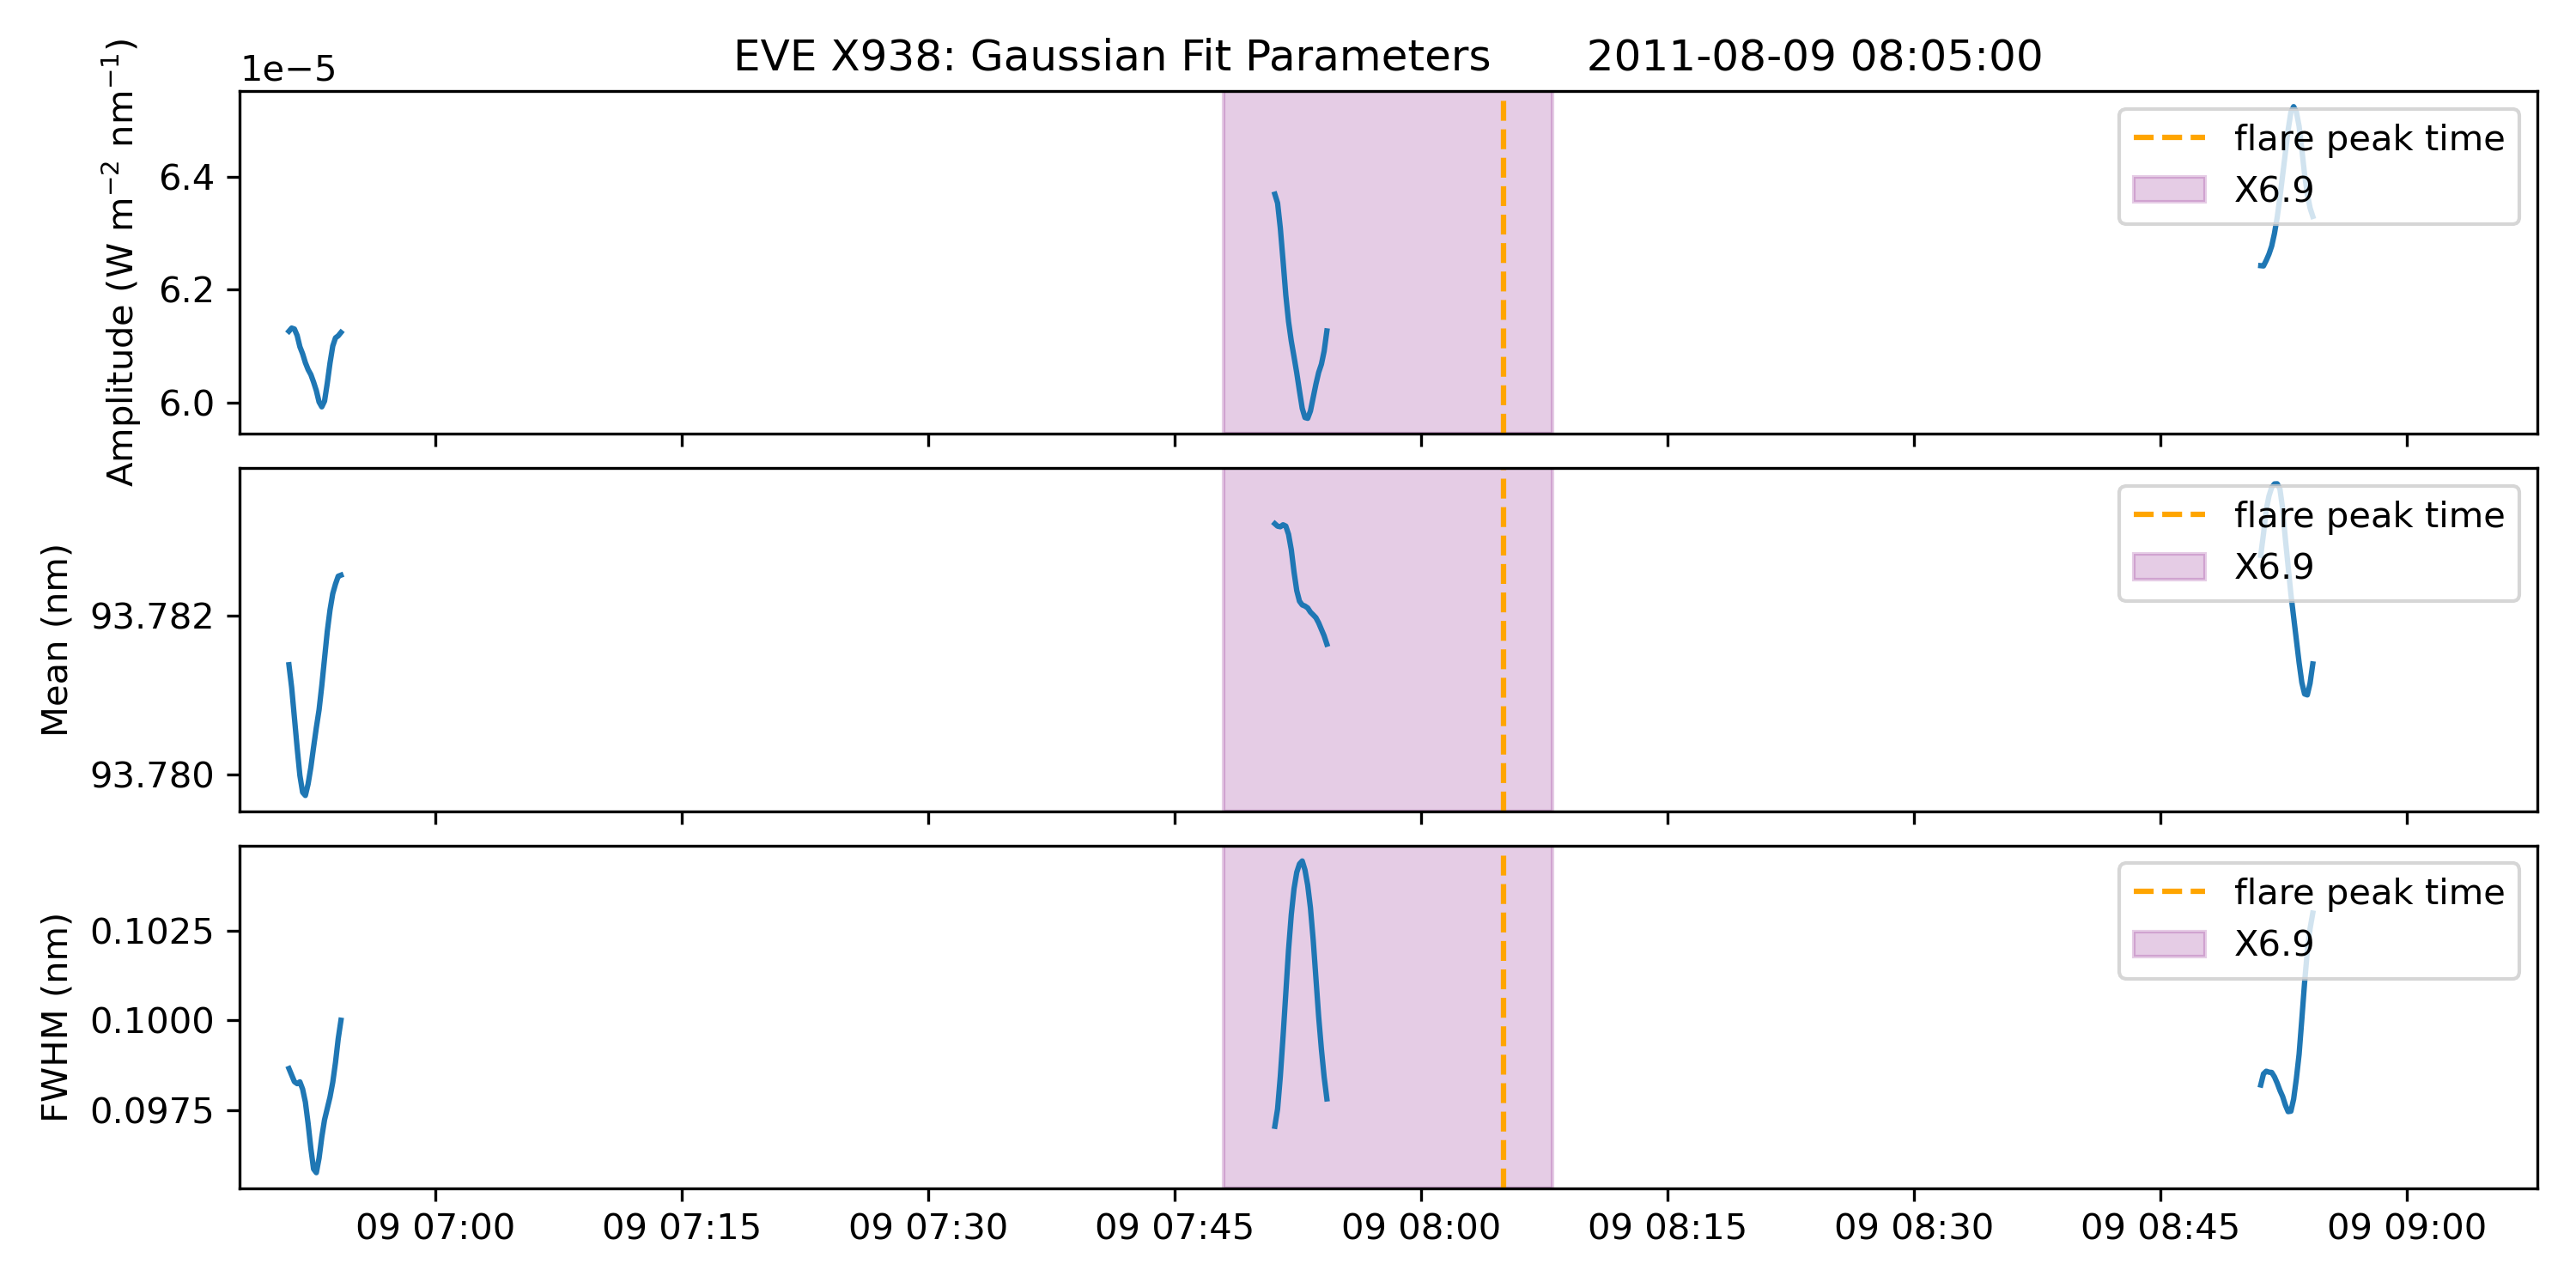 EVE X938: Gaussian Fit Parameters 2011-08-09 08:05:00
1e−5
Amplitude (W m⁻² nm⁻¹)
6.4
6.2
6.0
flare peak time
X6.9
Mean (nm)
93.782
93.780
flare peak time
X6.9
FWHM (nm)
0.1025
0.1000
0.0975
flare peak time
X6.9
09 07:00 09 07:15 09 07:30 09 07:45 09 08:00 09 08:15 09 08:30 09 08:45 09 09:00